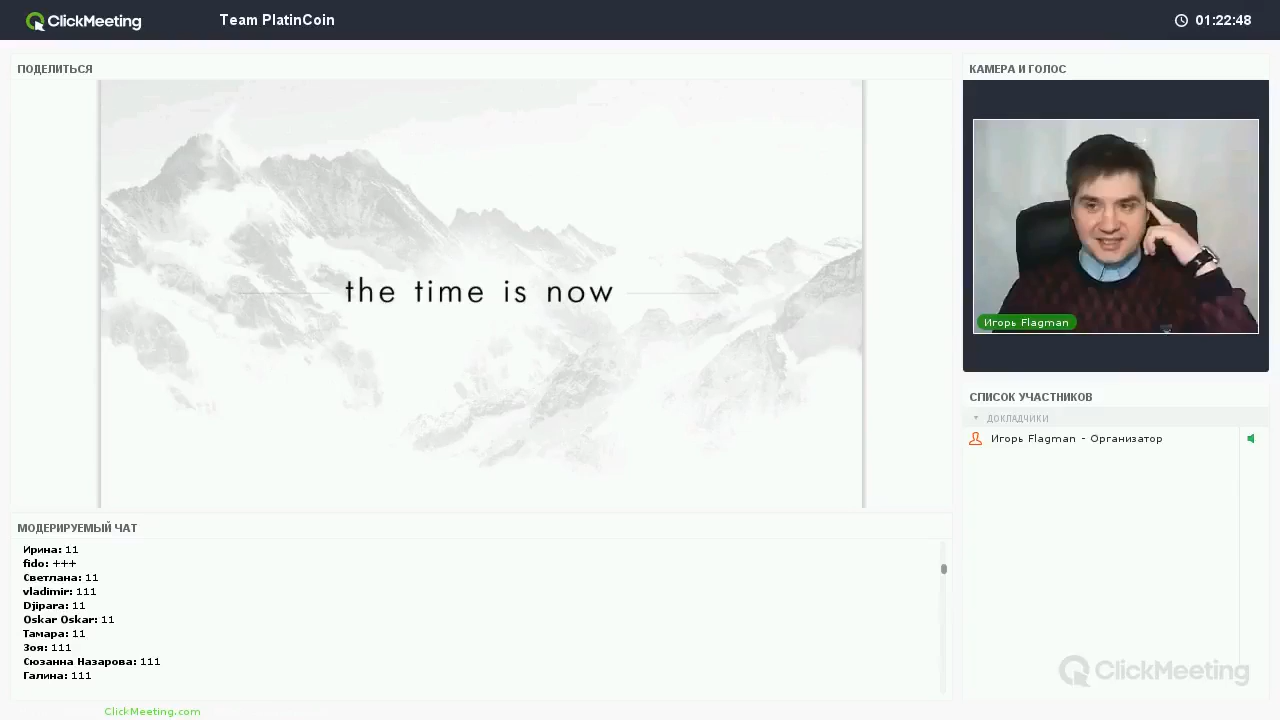 ClickMeeting
Team PlatinCoin
01:22:48
ПОДЕЛИТЬСЯ
the time is now
КАМЕРА И ГОЛОС
Игорь Flagman
СПИСОК УЧАСТНИКОВ
ДОКЛАДЧИКИ
Игорь Flagman - Организатор
МОДЕРИРУЕМЫЙ ЧАТ
Ирина: 11
fido: +++
Светлана: 11
vladimir: 111
Djipara: 11
Oskar Oskar: 11
Тамара: 11
Зоя: 111
Сюзанна Назарова: 111
Галина: 111
ClickMeeting
ClickMeeting.com